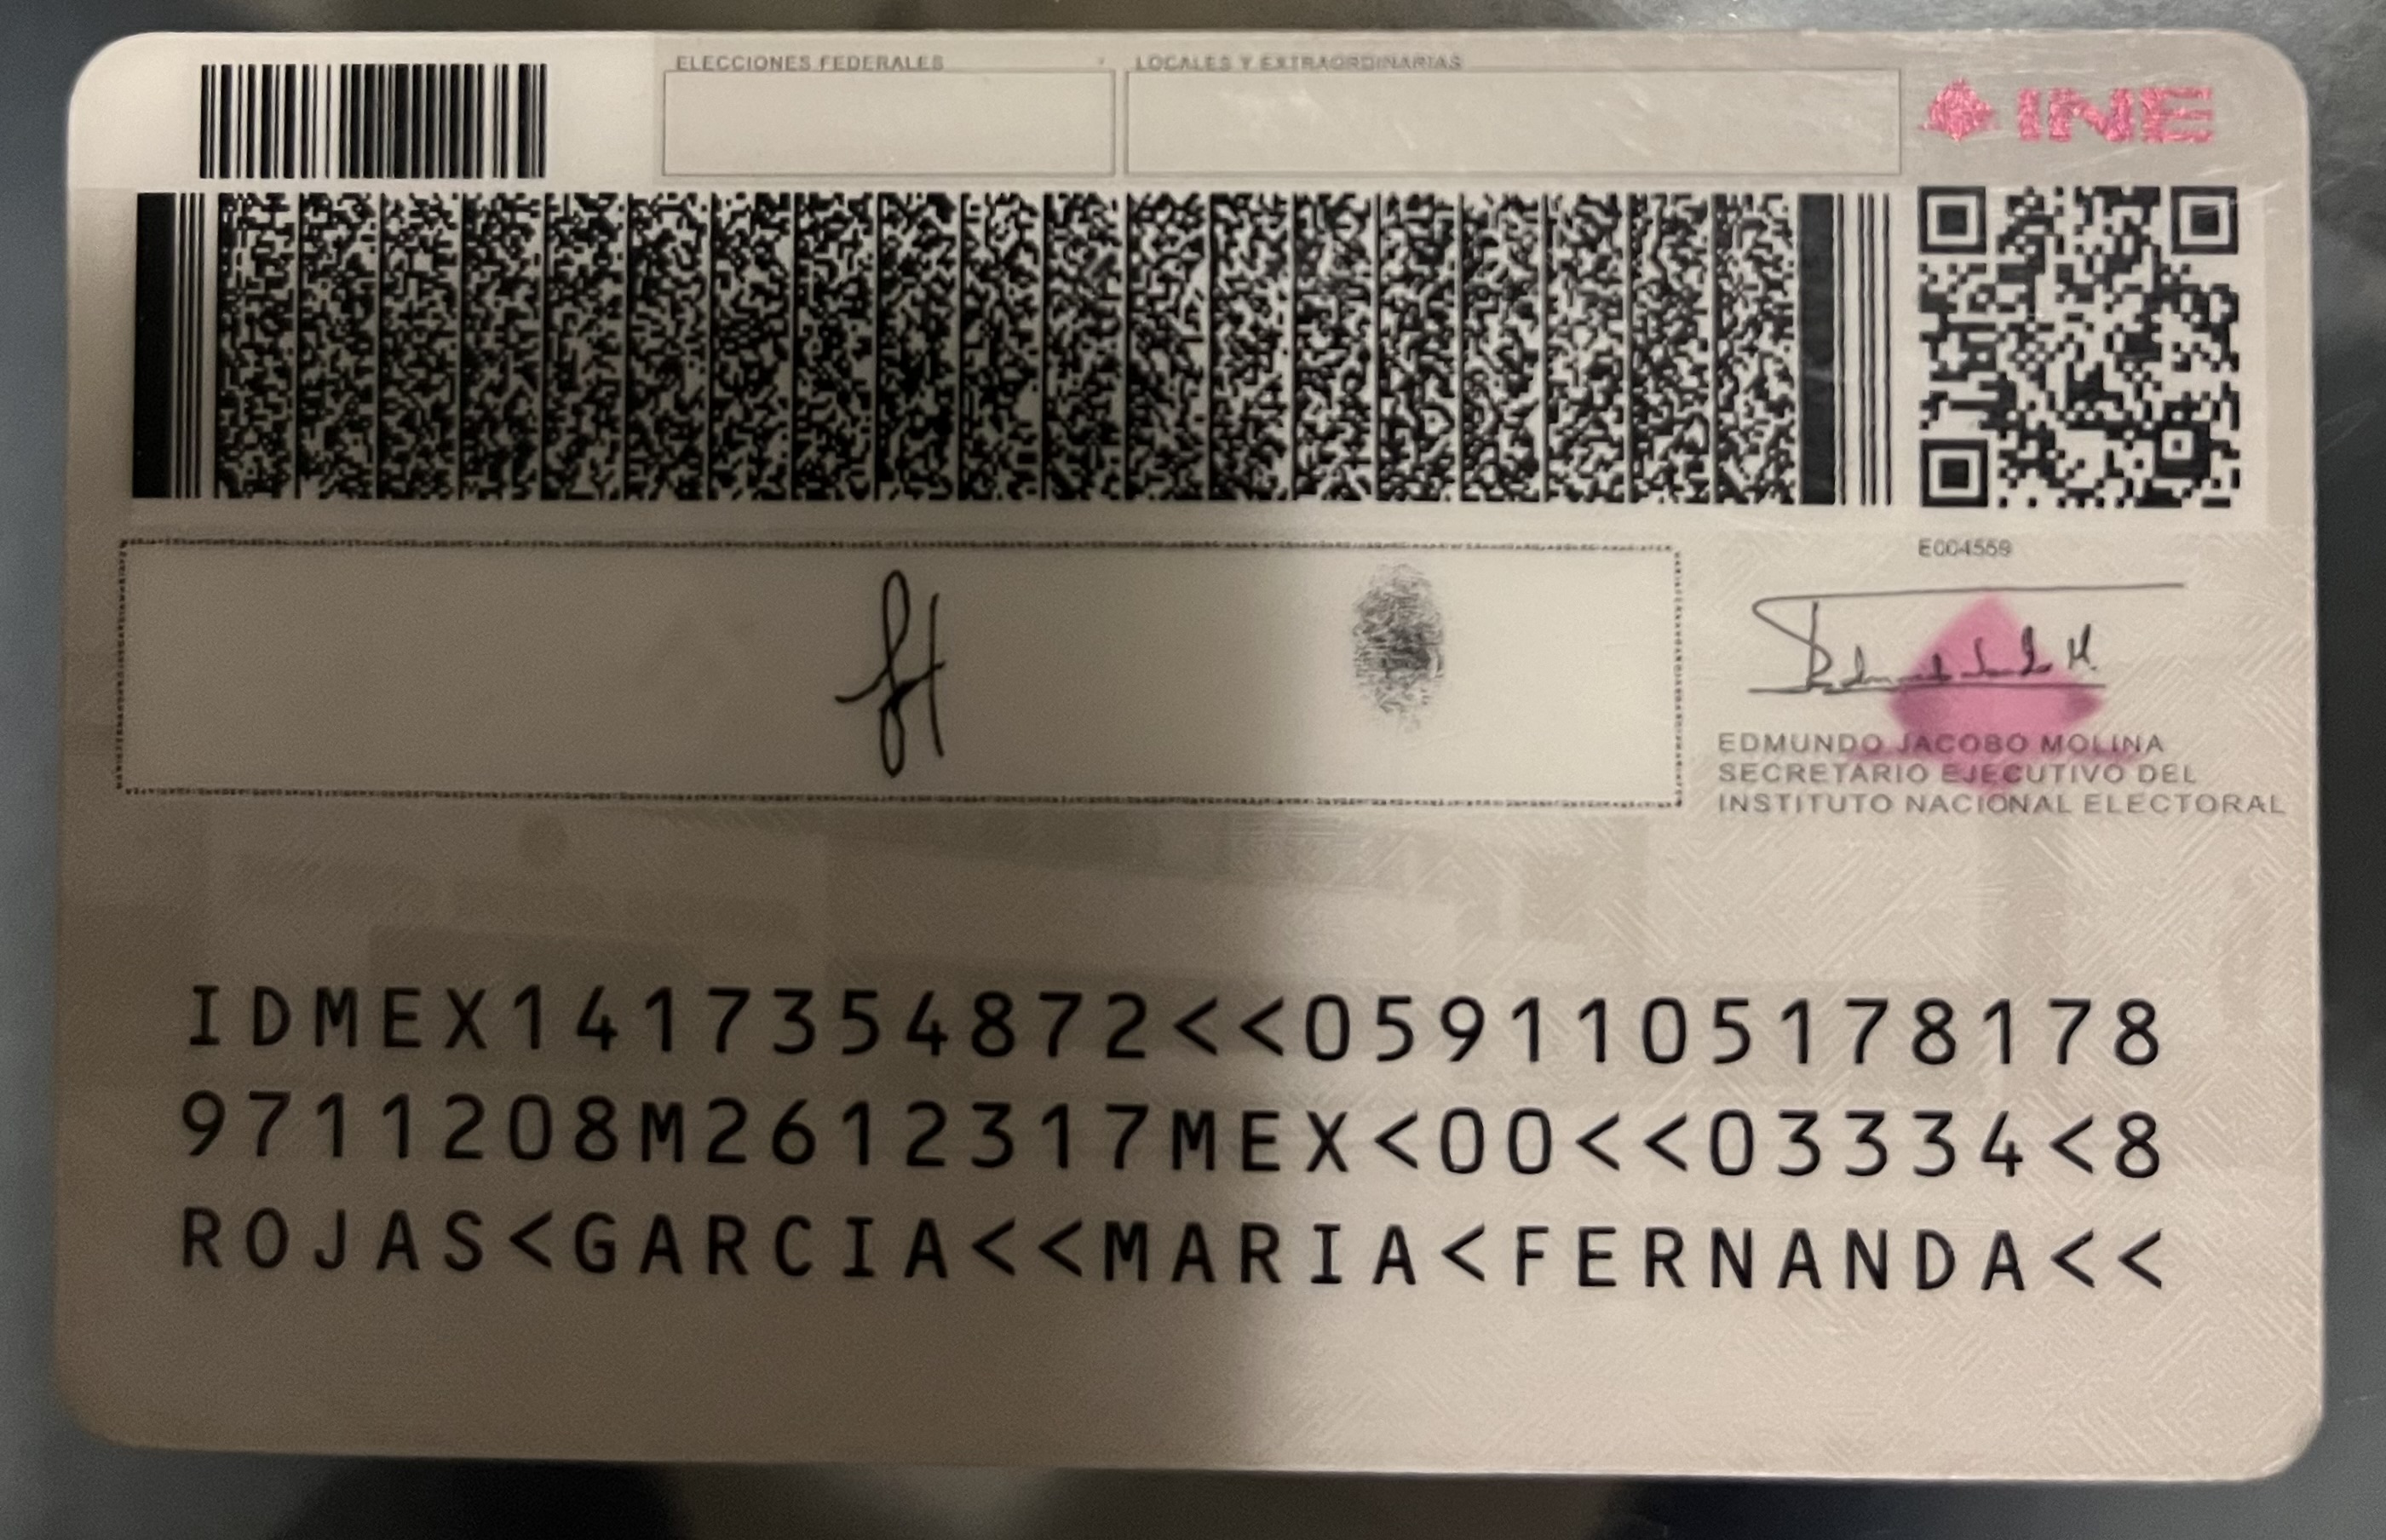 ELECCIONES FEDERALES
LOCALES Y EXTRAORDINARIAS
INE
E004559
EDMUNDO JACOBO MOLINA
SECRETARIO EJECUTIVO DEL
INSTITUTO NACIONAL ELECTORAL
IDMEX1417354872<<0591105178178
9711208M2612317MEX<00<<03334<8
ROJAS<GARCIA<<MARIA<FERNANDA<<